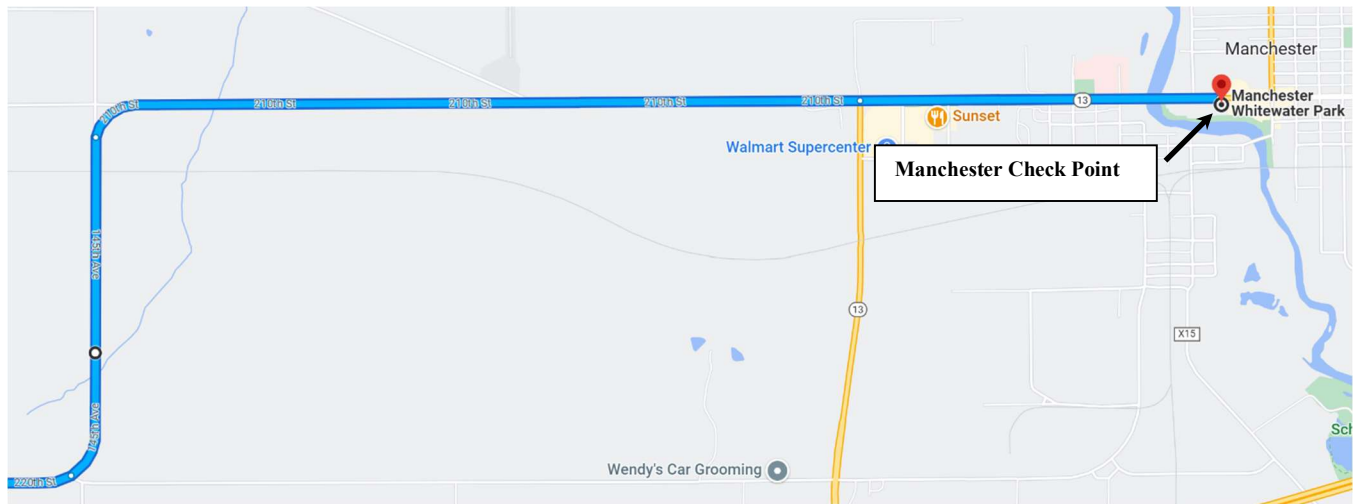 Manchester
210th St
210th St
210th St
210th St
210th St
13
Manchester
Whitewater Park
Sunset
Walmart Supercenter
Manchester Check Point
145th Ave
13
X15
145th Ave
Sch
Wendy's Car Grooming
220th St